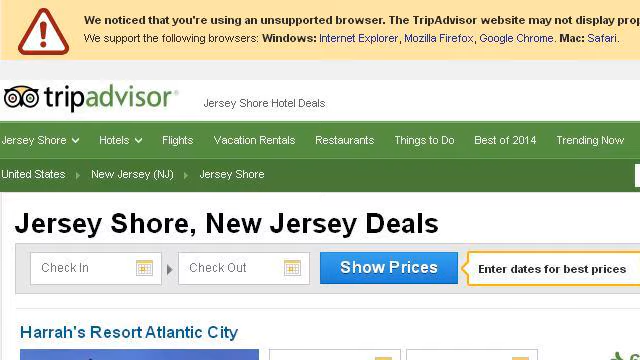 We noticed that you're using an unsupported browser. The TripAdvisor website may not display
We support the following browsers: Windows: Internet Explorer, Mozilla Firefox, Google Chrome. Mac: Safari.
tripadvisor®
Jersey Shore Hotel Deals
Jersey Shore Hotels Flights Vacation Rentals Restaurants Things to Do Best of 2014 Trending Now
United States New Jersey (NJ) Jersey Shore
Jersey Shore, New Jersey Deals
Check In Check Out Show Prices Enter dates for best prices
Harrah's Resort Atlantic City